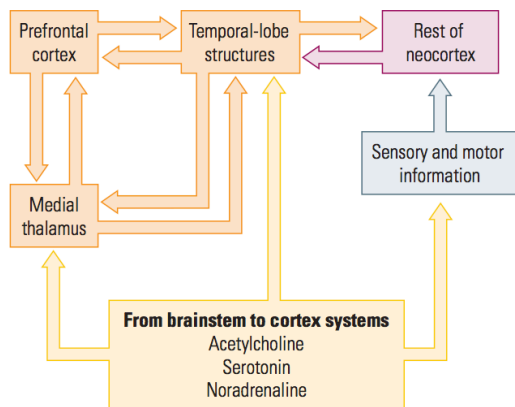 Prefrontal
cortex
Temporal-lobe
structures
Rest of
neocortex
Sensory and motor
information
Medial
thalamus
From brainstem to cortex systems
Acetylcholine
Serotonin
Noradrenaline